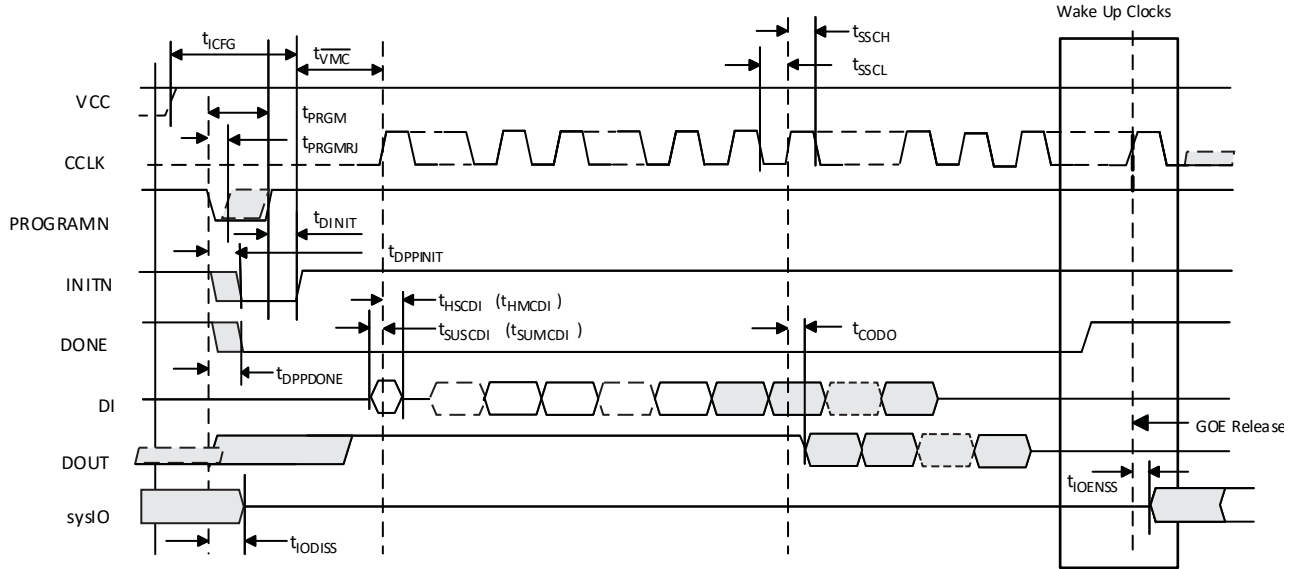 Wake Up Clocks
tICFG
tVMC
tSSCH
tSSCL
VCC
tPRGM
tPRGMRJ
CCLK
PROGRAMN
tDINIT
tDPPINIT
INITN
tHSCDI (tHMCDI )
tSUSCDI (tSUMCDI )
tCODO
DONE
tDPPDONE
DI
GOE Release
DOUT
tIOENSS
sysIO
tIODISS